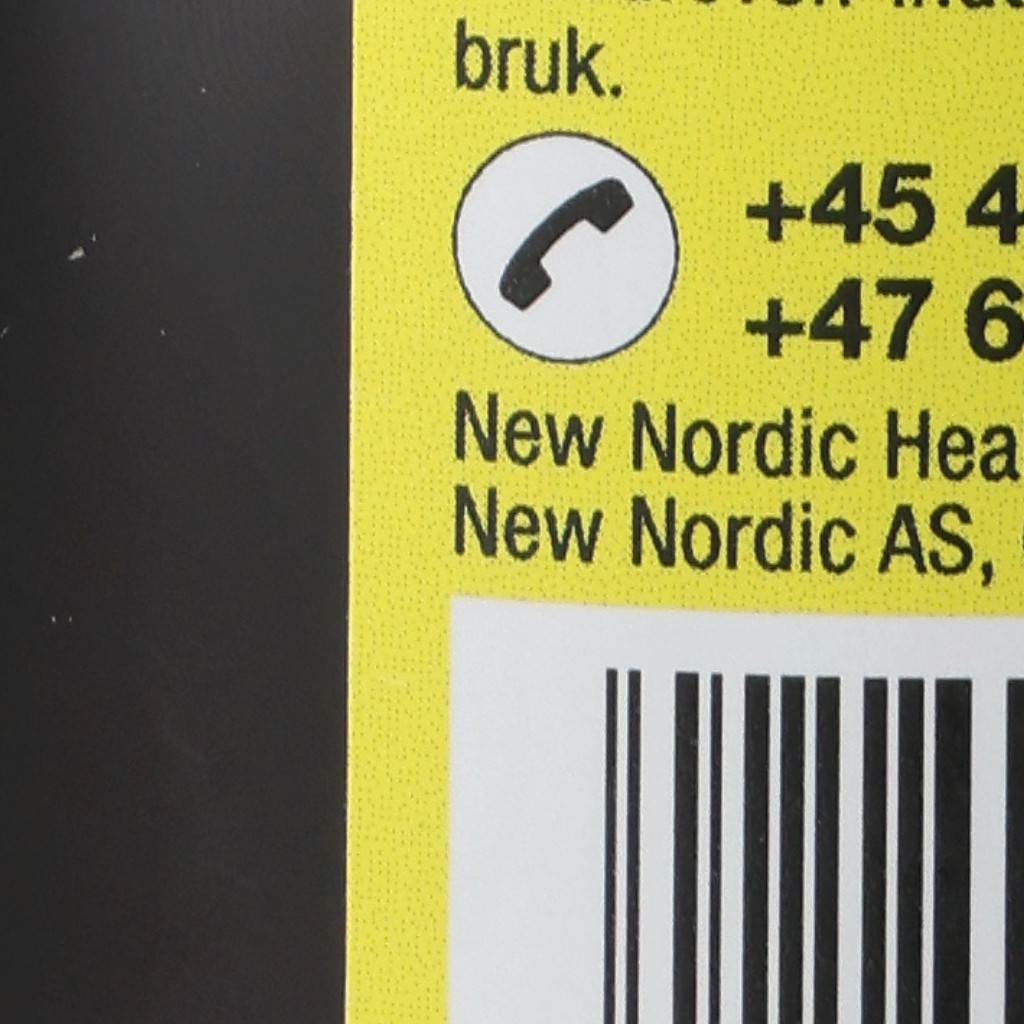 bruk.
+45 4
+47 6
New Nordic Hea
New Nordic AS,